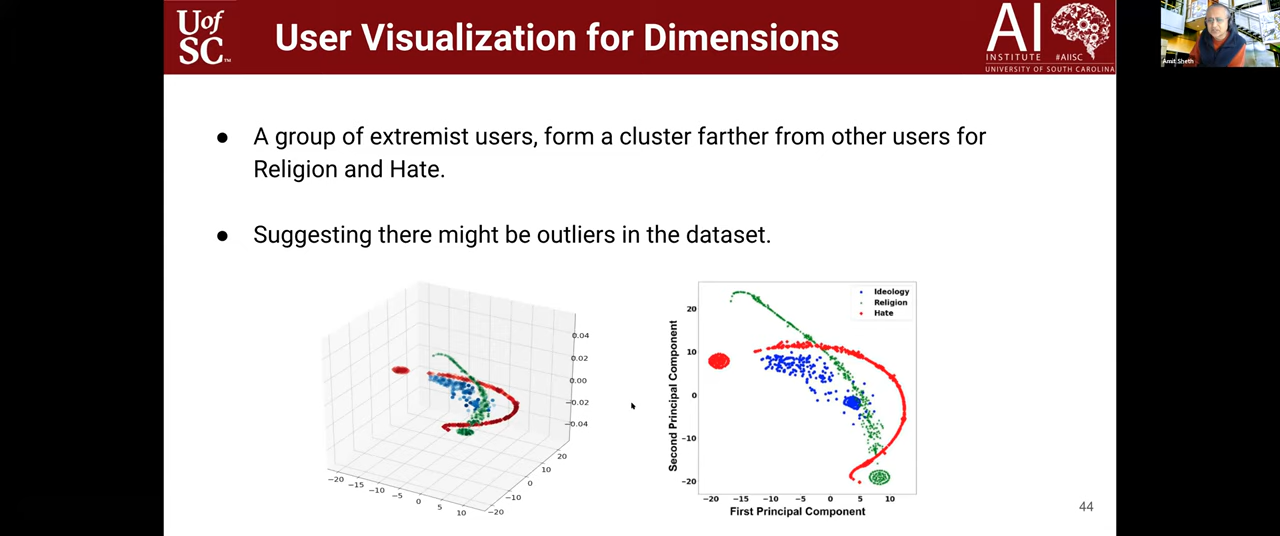 UofSC™
User Visualization for Dimensions
AI
INSTITUTE #AIISC
UNIVERSITY OF SOUTH CAROLINA
Amit Sheth
● A group of extremist users, form a cluster farther from other users for
Religion and Hate.
● Suggesting there might be outliers in the dataset.
0.04
0.02
0.00
−0.02
−0.04
20
10
0
−10
−20
−20 −15 −10 −5 0 5 10
Ideology
Religion
Hate
20
10
0
−10
−20
Second Principal Component
−20 −15 −10 −5 0 5 10
First Principal Component
44